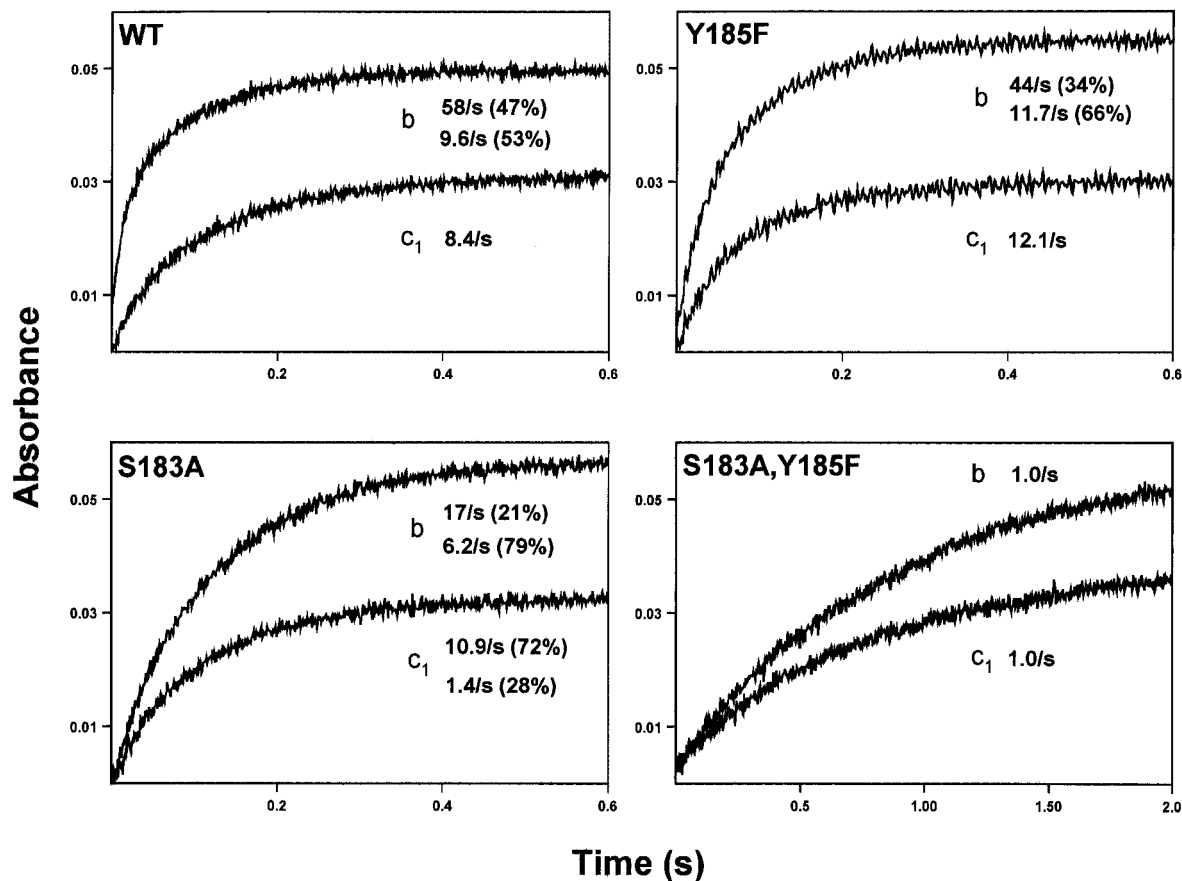 WT
0.05
0.03
0.01
b 58/s (47%)
9.6/s (53%)
c1 8.4/s
0.2
0.4
0.6
Y185F
0.05
0.03
0.01
b 44/s (34%)
11.7/s (66%)
c1 12.1/s
0.2
0.4
0.6
S183A
0.05
0.03
0.01
b 17/s (21%)
6.2/s (79%)
c1 10.9/s (72%)
1.4/s (28%)
0.2
0.4
0.6
S183A,Y185F
0.05
0.03
0.01
b 1.0/s
c1 1.0/s
0.5
1.00
1.50
2.0
Absorbance
Time (s)